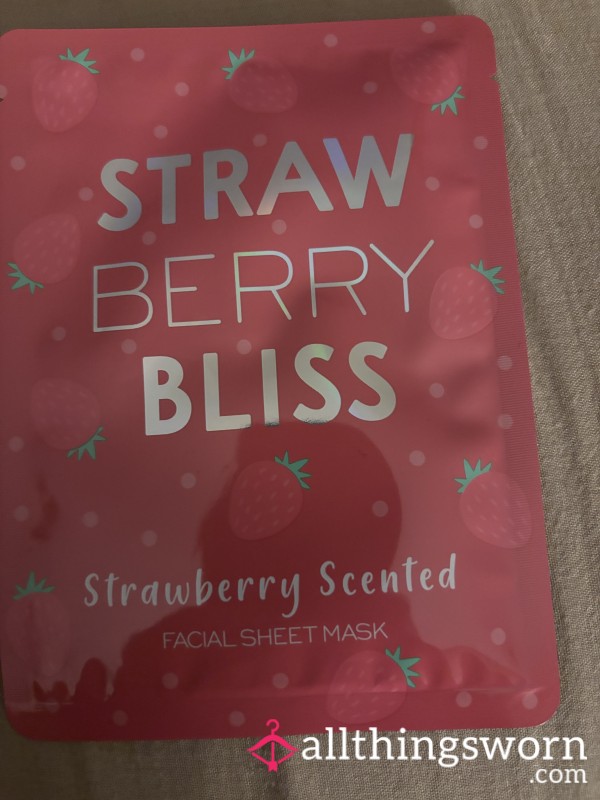 STRAW
BERRY
BLISS
Strawberry Scented
FACIAL SHEET MASK
allthingsworn
.com